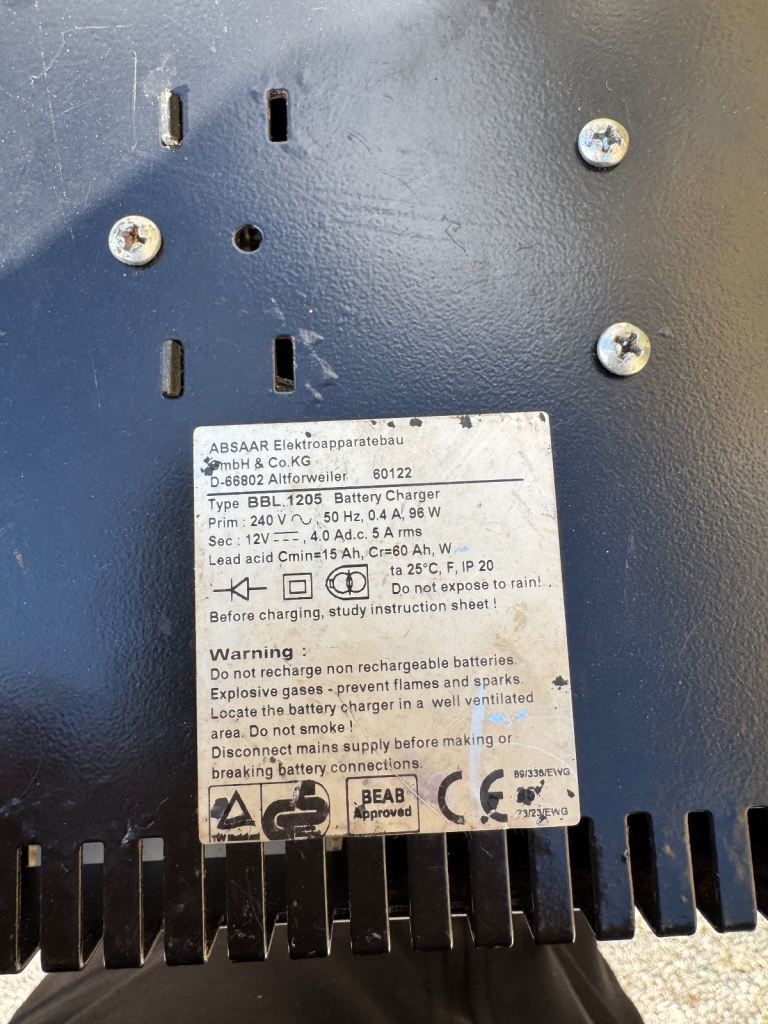 ABSAAR Elektroapparatebau
GmbH & Co.KG
D-66802 Altforweiler 60122
Type BBL.1205 Battery Charger
Prim : 240 V ~, 50 Hz, 0.4 A, 96 W
Sec : 12V ⎓, 4.0 Ad.c. 5 A rms
Lead acid Cmin=15 Ah, Cr=60 Ah, W
ta 25°C, F, IP 20
Do not expose to rain!
Before charging, study instruction sheet !
Warning :
Do not recharge non rechargeable batteries.
Explosive gases - prevent flames and sparks.
Locate the battery charger in a well ventilated
area. Do not smoke !
Disconnect mains supply before making or
breaking battery connections.
BEAB
Approved
CE
89/336/EWG
73/23/EWG